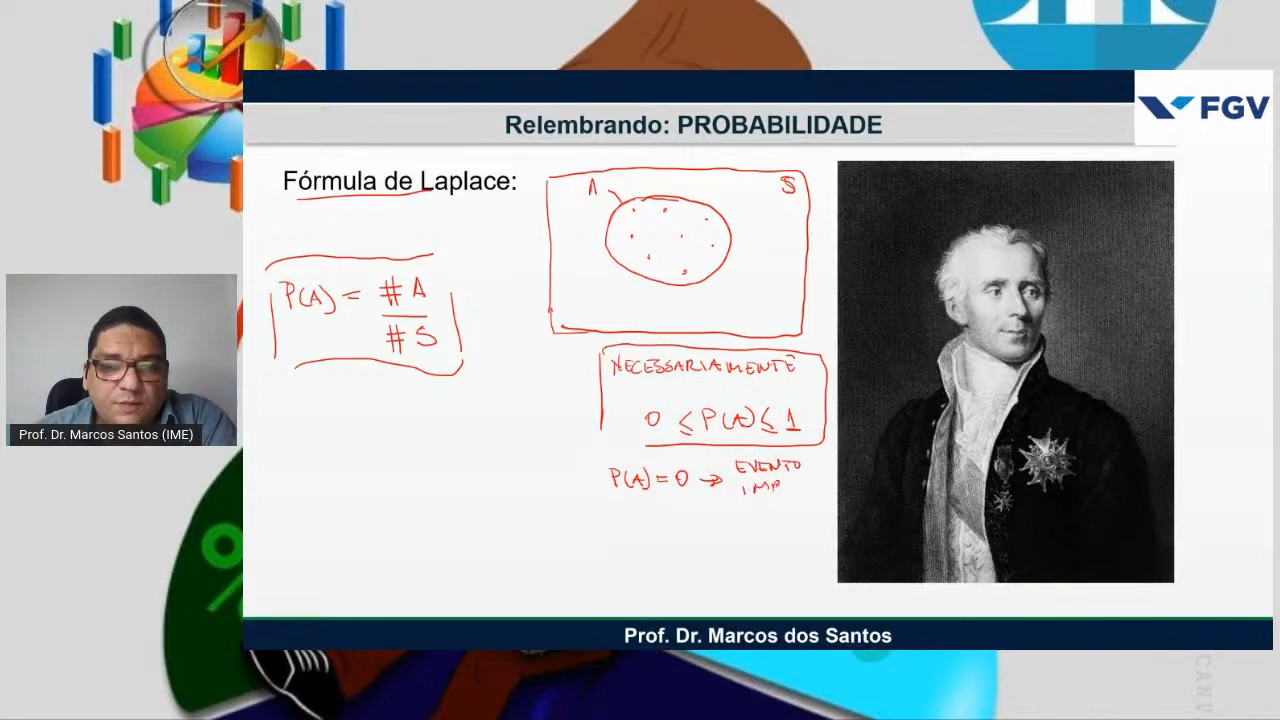 FGV
Relembrando: PROBABILIDADE
Fórmula de Laplace:
A
S
P(A) = #A
#S
NECESSARIAMENTE
0 ≤ P(A) ≤ 1
P(A) = 0 → EVENTO
IMP
Prof. Dr. Marcos Santos (IME)
Prof. Dr. Marcos dos Santos
%
CANV